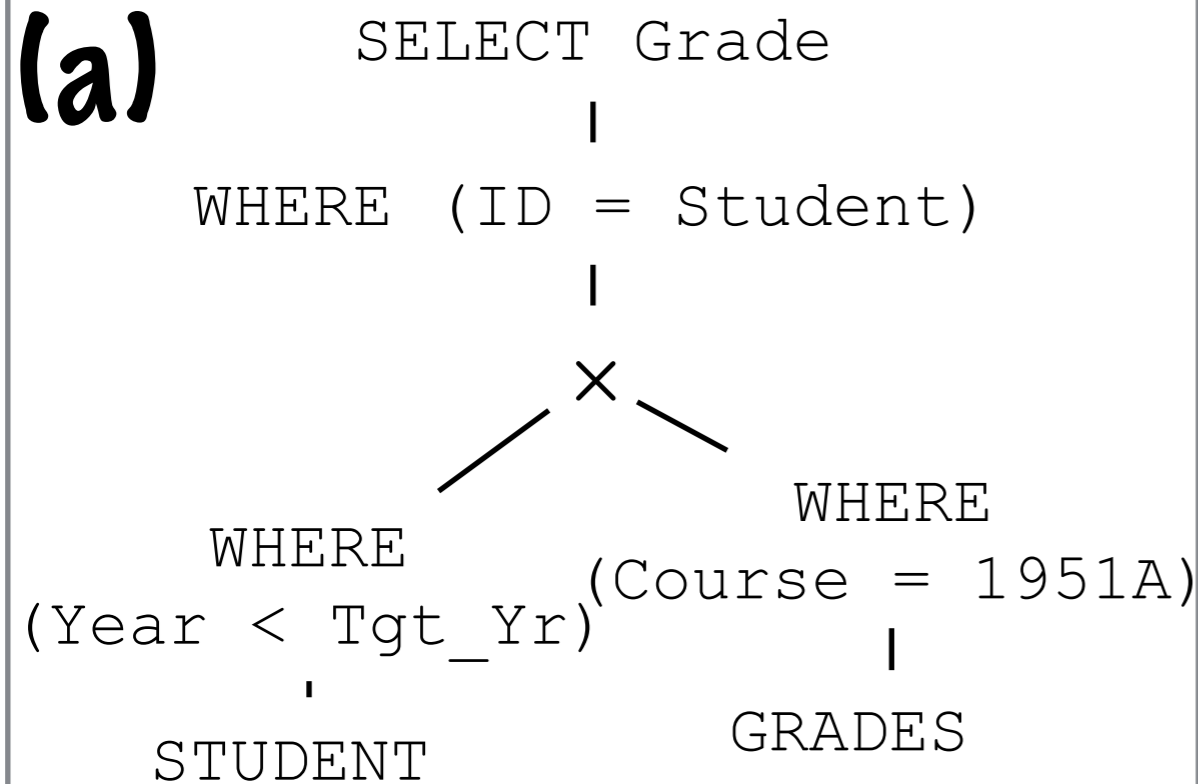 (a)
SELECT Grade
WHERE (ID = Student)
×
WHERE
(Year < Tgt_Yr)
STUDENT
WHERE
(Course = 1951A)
GRADES